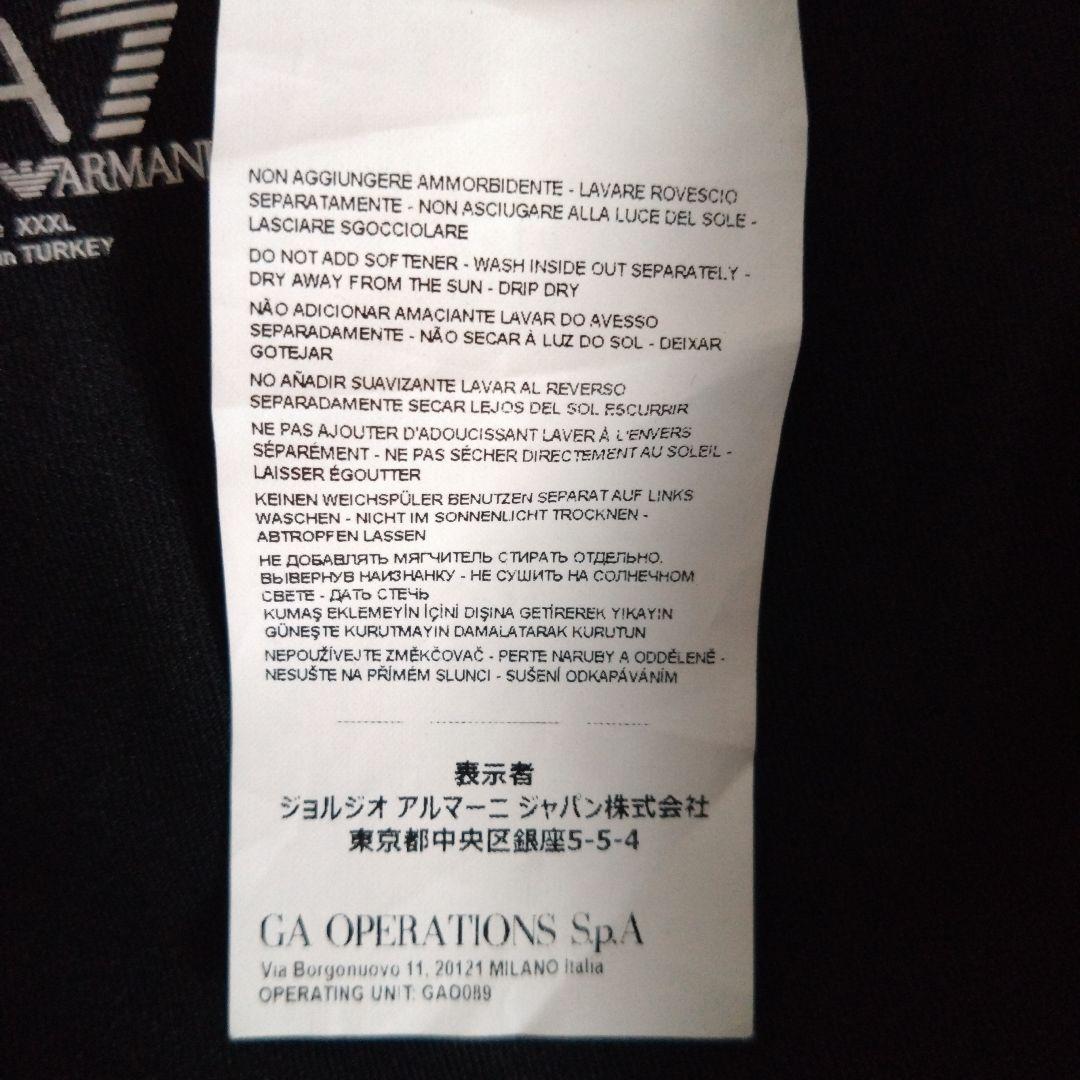 A7
ARMANI
XXXL
in TURKEY
NON AGGIUNGERE AMMORBIDENTE - LAVARE ROVESCIO
SEPARATAMENTE - NON ASCIUGARE ALLA LUCE DEL SOLE -
LASCIARE SGOCCIOLARE
DO NOT ADD SOFTENER - WASH INSIDE OUT SEPARATELY -
DRY AWAY FROM THE SUN - DRIP DRY
NÃO ADICIONAR AMACIANTE LAVAR DO AVESSO
SEPARADAMENTE - NÃO SECAR À LUZ DO SOL - DEIXAR
GOTEJAR
NO AÑADIR SUAVIZANTE LAVAR AL REVERSO
SEPARADAMENTE SECAR LEJOS DEL SOL ESCURRIR
NE PAS AJOUTER D'ADOUCISSANT LAVER À L'ENVERS
SÉPARÉMENT - NE PAS SÉCHER DIRECTEMENT AU SOLEIL -
LAISSER ÉGOUTTER
KEINEN WEICHSPÜLER BENUTZEN SEPARAT AUF LINKS
WASCHEN - NICHT IM SONNENLICHT TROCKNEN -
ABTROPFEN LASSEN
НЕ ДОБАВЛЯТЬ МЯГЧИТЕЛЬ СТИРАТЬ ОТДЕЛЬНО.
ВЫВЕРНУВ НАИЗНАНКУ - НЕ СУШИТЬ НА СОЛНЕЧНОМ
СВЕТЕ - ДАТЬ СТЕЧЬ
KUMAŞ EKLEMEYİN İÇİNİ DIŞINA GETİREREK YIKAYIN
GÜNEŞTE KURUTMAYIN DAMALATARAK KURUTUN
NEPOUŽÍVEJTE ZMĚKČOVAČ - PERTE NARUBY A ODDĚLENĚ -
NESUŠTE NA PŘÍMÉM SLUNCI - SUŠENÍ ODKAPÁVÁNÍM
表示者
ジョルジオ アルマーニ ジャパン株式会社
東京都中央区銀座5-5-4
GA OPERATIONS S.p.A
Via Borgonuovo 11, 20121 MILANO Italia
OPERATING UNIT: GAO089